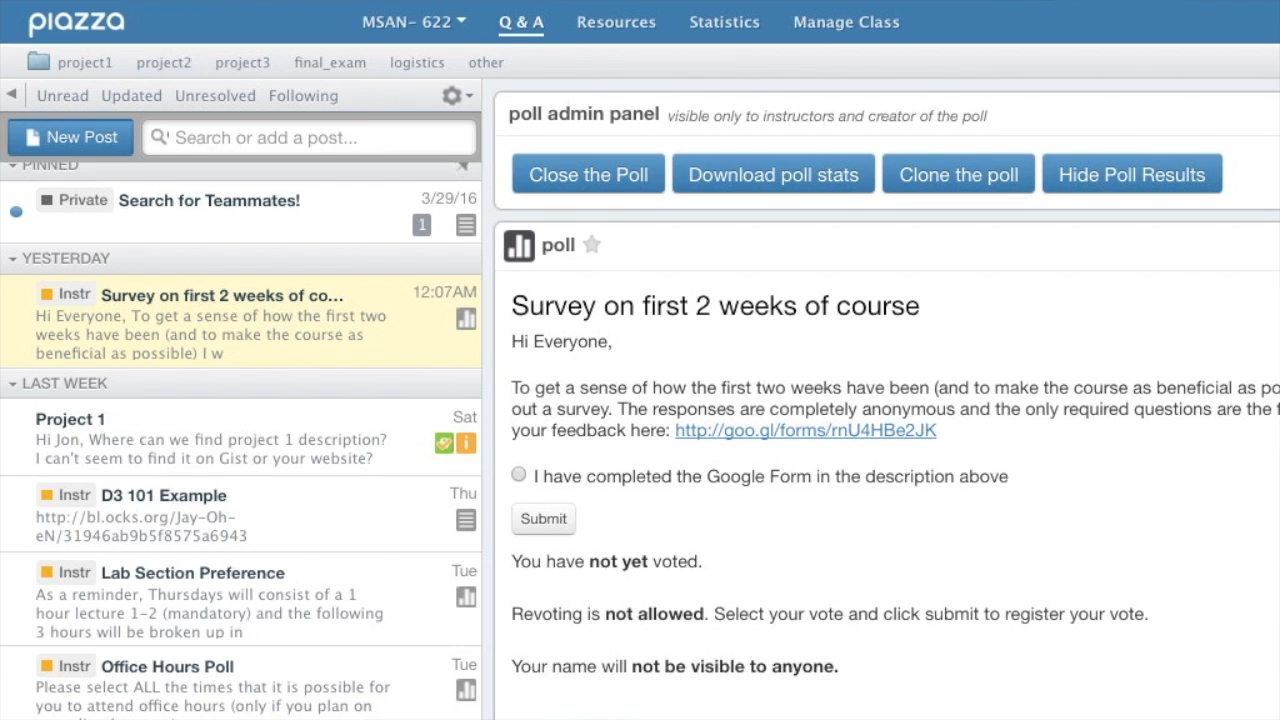 piazza
MSAN- 622
Q & A
Resources
Statistics
Manage Class
project1
project2
project3
final_exam
logistics
other
Unread
Updated
Unresolved
Following
New Post
Search or add a post...
PINNED
Private
Search for Teammates!
3/29/16
1
YESTERDAY
Instr
Survey on first 2 weeks of co...
12:07AM
Hi Everyone, To get a sense of how the first two
weeks have been (and to make the course as
beneficial as possible) I w
LAST WEEK
Project 1
Sat
Hi Jon, Where can we find project 1 description?
I can't seem to find it on Gist or your website?
i
Instr
D3 101 Example
Thu
http://bl.ocks.org/Jay-Oh-
eN/31946ab9b5f8575a6943
Instr
Lab Section Preference
Tue
As a reminder, Thursdays will consist of a 1
hour lecture 1-2 (mandatory) and the following
3 hours will be broken up in
Instr
Office Hours Poll
Tue
Please select ALL the times that it is possible for
you to attend office hours (only if you plan on
poll admin panel visible only to instructors and creator of the poll
Close the Poll
Download poll stats
Clone the poll
Hide Poll Results
poll
Survey on first 2 weeks of course
Hi Everyone,
To get a sense of how the first two weeks have been (and to make the course as beneficial as po
out a survey. The responses are completely anonymous and the only required questions are the f
your feedback here: http://goo.gl/forms/rnU4HBe2JK
I have completed the Google Form in the description above
Submit
You have not yet voted.
Revoting is not allowed. Select your vote and click submit to register your vote.
Your name will not be visible to anyone.